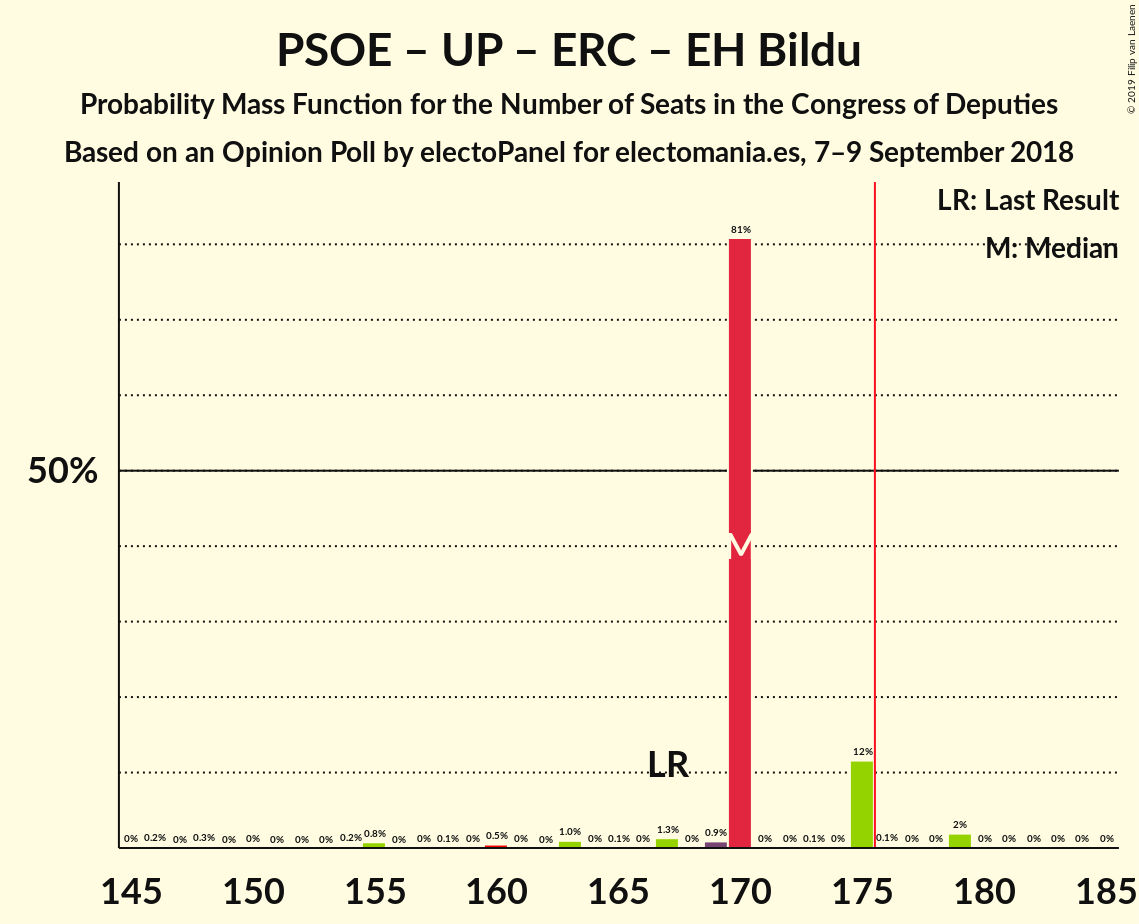 PSOE – UP – ERC – EH Bildu
Probability Mass Function for the Number of Seats in the Congress of Deputies
Based on an Opinion Poll by electoPanel for electomania.es, 7–9 September 2018
© 2019 Filip van Laenen
LR: Last Result
M: Median
50%
81%
M
LR
12%
0% 0.2% 0% 0.3% 0% 0% 0% 0% 0% 0.2% 0.8% 0% 0% 0.1% 0% 0.5% 0% 0% 1.0% 0% 0.1% 0% 1.3% 0% 0.9% 0% 0% 0.1% 0% 0.1% 0% 0% 2% 0% 0% 0% 0% 0% 0%
145 150 155 160 165 170 175 180 185